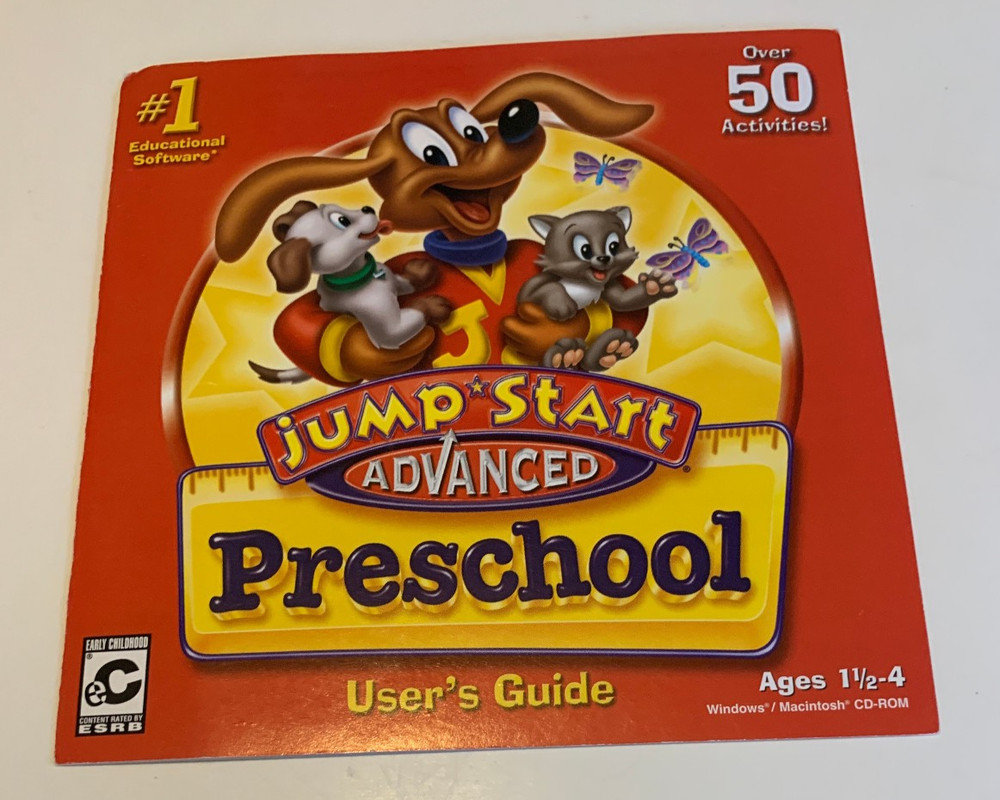 #1
Educational
Software*
Over
50
Activities!
J
jumpStart
ADVANCED®
Preschool
EARLY CHILDHOOD
eC
®
CONTENT RATED BY
ESRB
User's Guide
Ages 1½-4
Windows®/ Macintosh® CD-ROM